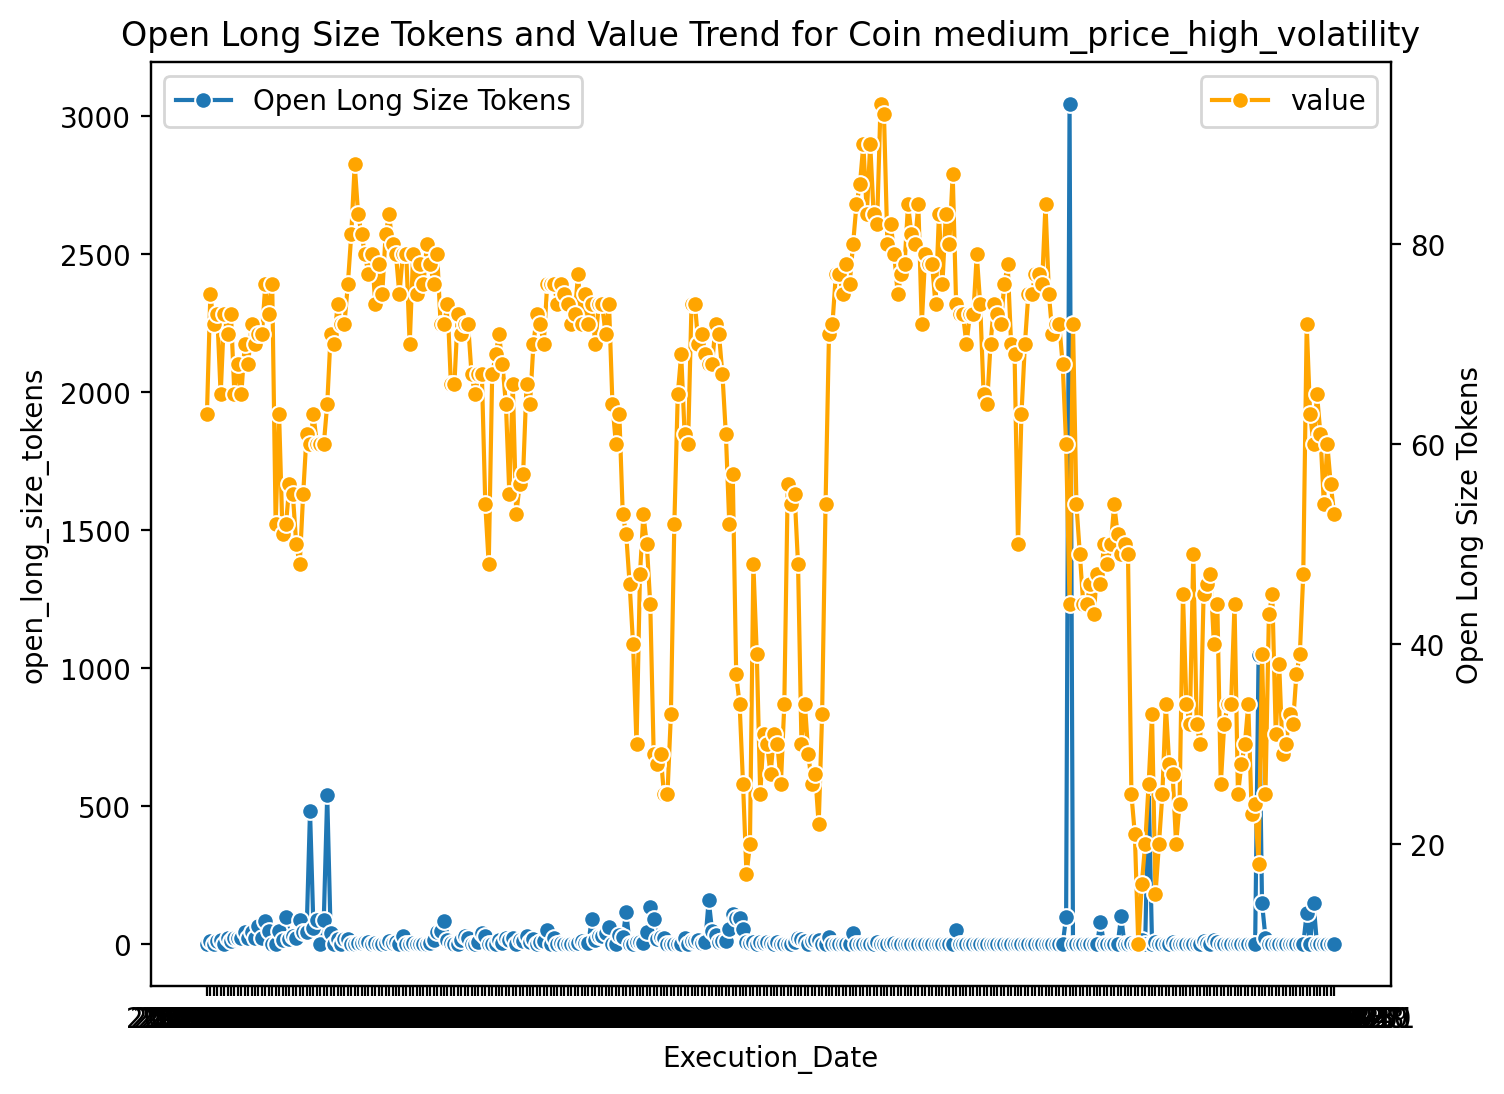 Open Long Size Tokens and Value Trend for Coin medium_price_high_volatility
Open Long Size Tokens
value
3000
2500
2000
1500
1000
500
0
open_long_size_tokens
80
60
40
20
Open Long Size Tokens
Execution_Date